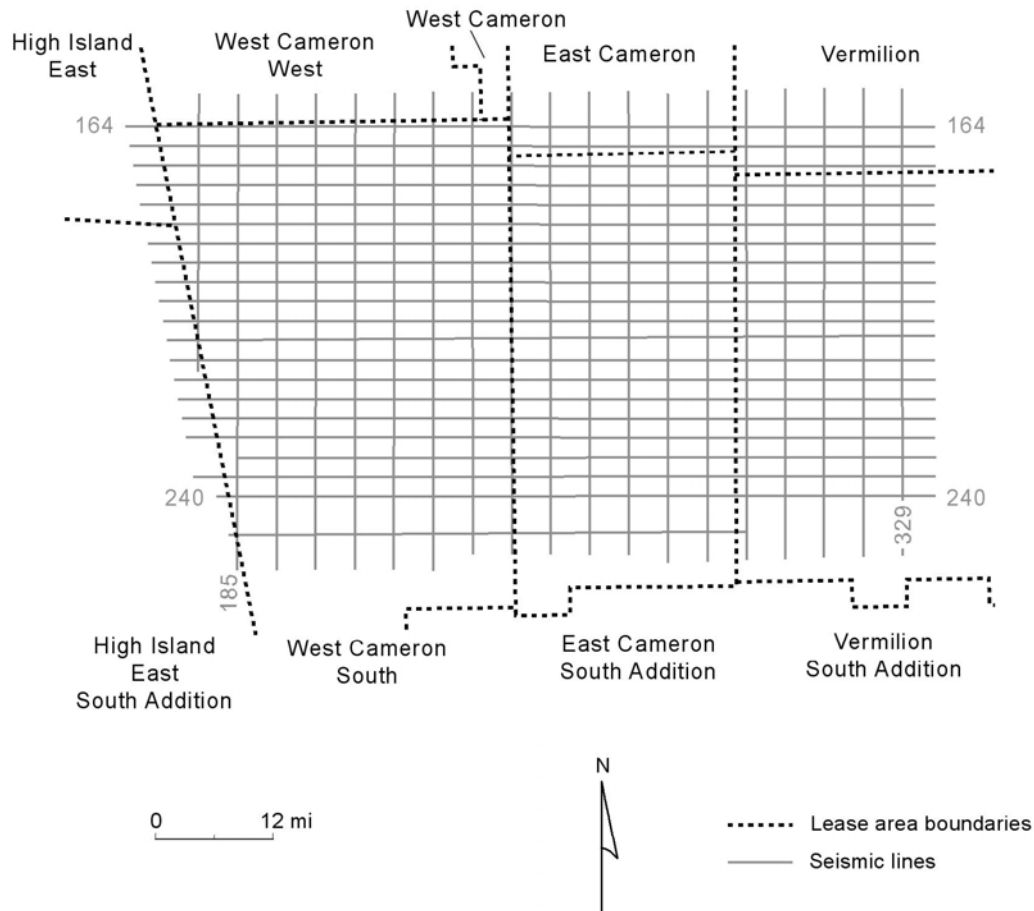 West Cameron
High Island
East
West Cameron
West
East Cameron
Vermilion
164
164
240
240
185
-329
High Island
East
South Addition
West Cameron
South
East Cameron
South Addition
Vermilion
South Addition
N
0
12 mi
Lease area boundaries
Seismic lines